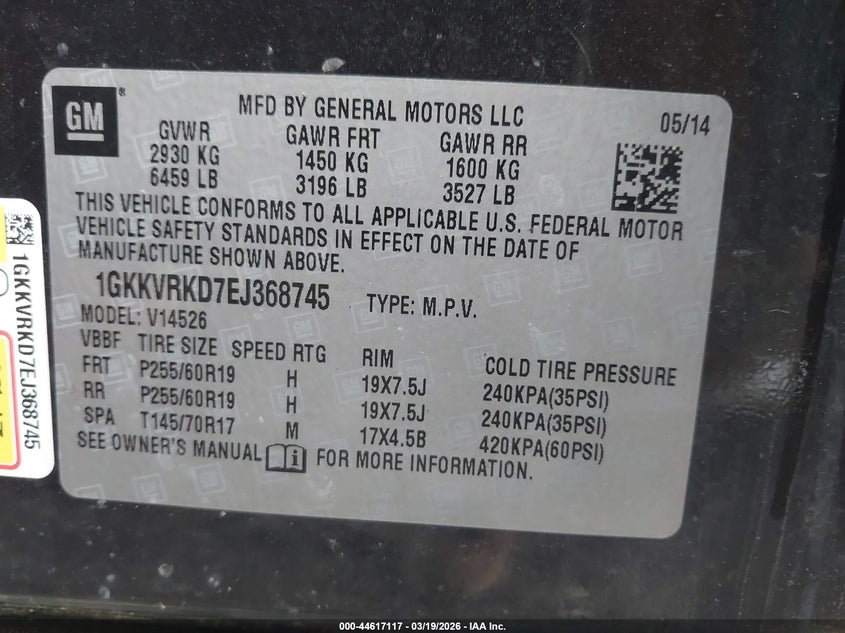 GM
MFD BY GENERAL MOTORS LLC
05/14
GVWR GAWR FRT GAWR RR
2930 KG 1450 KG 1600 KG
6459 LB 3196 LB 3527 LB
THIS VEHICLE CONFORMS TO ALL APPLICABLE U.S. FEDERAL MOTOR
VEHICLE SAFETY STANDARDS IN EFFECT ON THE DATE OF
MANUFACTURE SHOWN ABOVE.
1GKKVRKD7EJ368745 TYPE: M.P.V.
MODEL: V14526
VBBF TIRE SIZE SPEED RTG RIM COLD TIRE PRESSURE
FRT P255/60R19 H 19X7.5J 240KPA(35PSI)
RR P255/60R19 H 19X7.5J 240KPA(35PSI)
SPA T145/70R17 M 17X4.5B 420KPA(60PSI)
SEE OWNER'S MANUAL FOR MORE INFORMATION.
1GKKVRKD7EJ368745
000-44617117 - 03/19/2026 - IAA Inc.